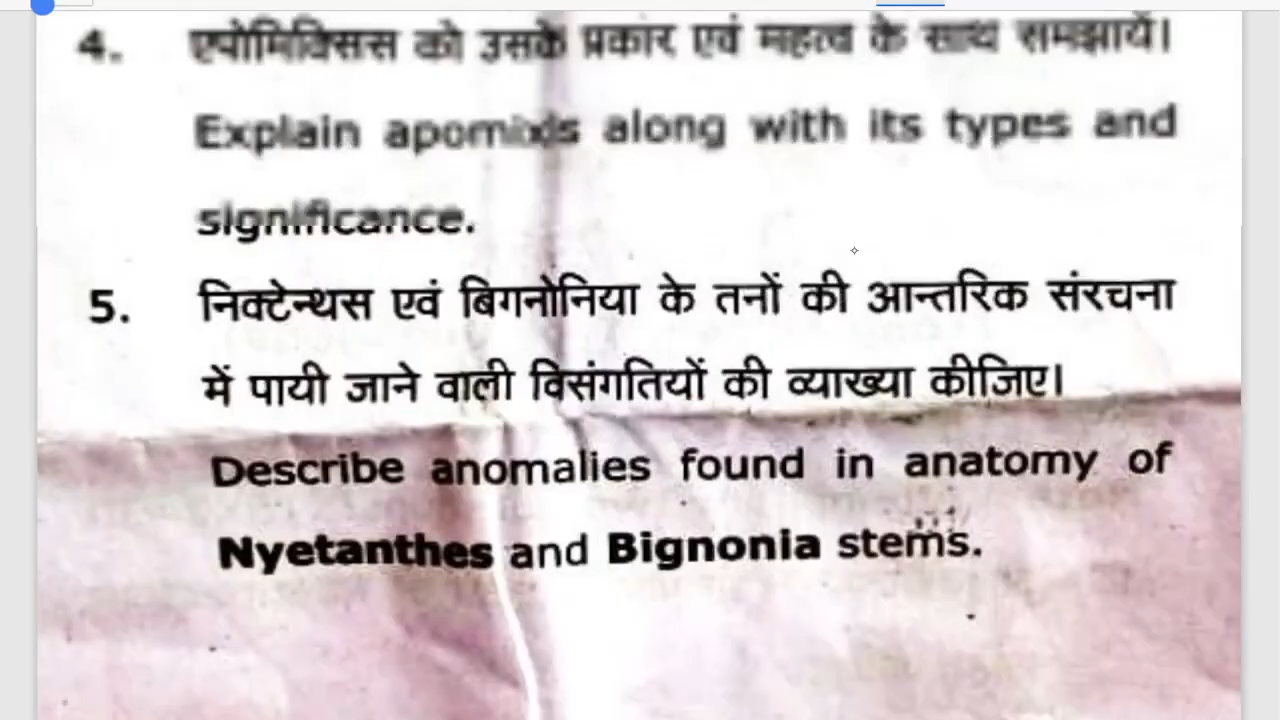 4. एपोमिक्सिस को उसके प्रकार एवं महत्व के साथ समझायें।
Explain apomixis along with its types and
significance.
5. निक्टेन्थस एवं बिगनोनिया के तनों की आन्तरिक संरचना
में पायी जाने वाली विसंगतियों की व्याख्या कीजिए।
Describe anomalies found in anatomy of
Nyetanthes and Bignonia stems.